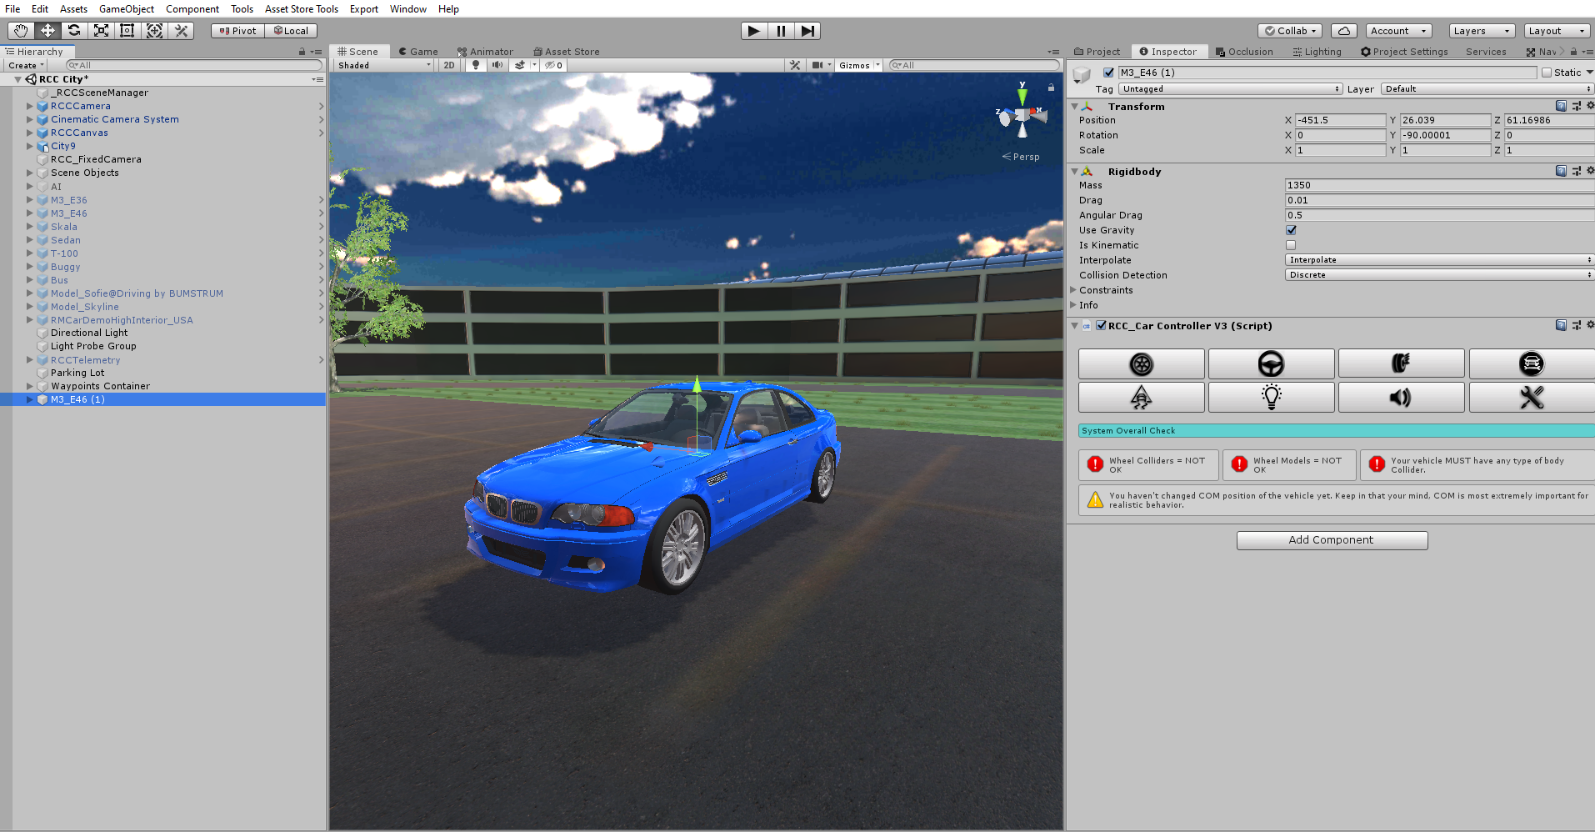 File Edit Assets GameObject Component Tools Asset Store Tools Export Window Help
Pivot Local Collab Account Layers Layout
Hierarchy
Create All
RCC City*
_RCCSceneManager
RCCCamera
Cinematic Camera System
RCCCanvas
City9
RCC_FixedCamera
Scene Objects
AI
M3_E36
M3_E46
Skala
Sedan
T-100
Buggy
Bus
Model_Sofie@Driving by BUMSTRUM
Model_Skyline
RMCarDemoHighInterior_USA
Directional Light
Light Probe Group
RCCTelemetry
Parking Lot
Waypoints Container
M3_E46 (1)
Scene Game Animator Asset Store
Shaded 2D 0 Gizmos All
y
z x
Persp
Project Inspector Occlusion Lighting Project Settings Services Nav
M3_E46 (1) Static
Tag Untagged Layer Default
Transform
Position X -451.5 Y 26.039 Z 61.16986
Rotation X 0 Y -90.00001 Z 0
Scale X 1 Y 1 Z 1
Rigidbody
Mass 1350
Drag 0.01
Angular Drag 0.5
Use Gravity
Is Kinematic
Interpolate Interpolate
Collision Detection Discrete
Constraints
Info
RCC_Car Controller V3 (Script)
System Overall Check
Wheel Colliders = NOT
OK
Wheel Models = NOT
OK
Your vehicle MUST have any type of body
Collider.
You haven't changed COM position of the vehicle yet. Keep in that your mind, COM is most extremely important for
realistic behavior.
Add Component